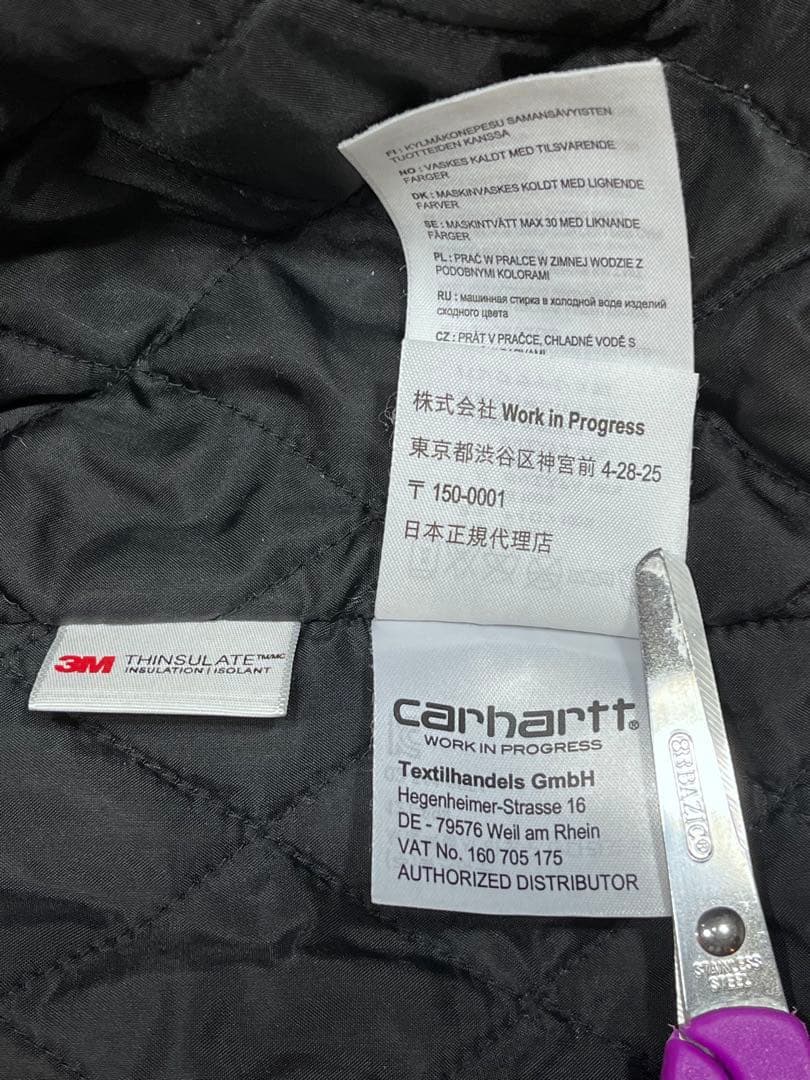 FI : KYLMÄKONEPESU SAMANSÄVYISTEN
TUOTTEIDEN KANSSA
NO : VASKES KALDT MED TILSVARENDE
FARGER
DK : MASKINVASKES KOLDT MED LIGNENDE
FARVER
SE : MASKINTVÄTT MAX 30 MED LIKNANDE
FÄRGER
PL : PRAĆ W PRALCE W ZIMNEJ WODZIE Z
PODOBNYMI KOLORAMI
RU : машинная стирка в холодной воде изделий
сходного цвета
CZ : PRÁT V PRAČCE, CHLADNÉ VODĚ S
株式会社 Work in Progress
東京都渋谷区神宮前 4-28-25
〒 150-0001
日本正規代理店
3M THINSULATE™/MC
INSULATION | ISOLANT
carhartt®
WORK IN PROGRESS
Textilhandels GmbH
Hegenheimer-Strasse 16
DE - 79576 Weil am Rhein
VAT No. 160 705 175
AUTHORIZED DISTRIBUTOR
BAZIC®
STAINLESS
STEEL